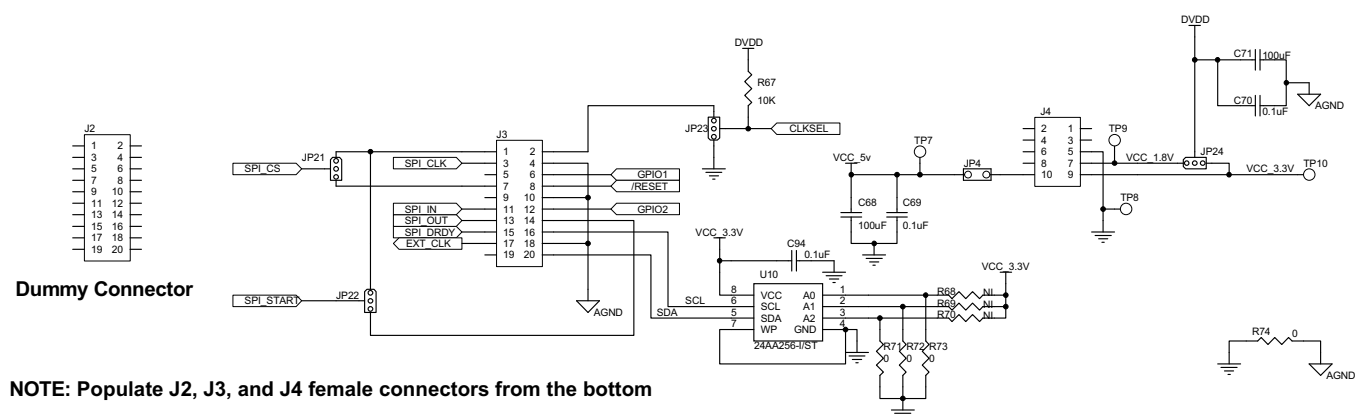 DVDD
C71 100uF
C70 0.1uF
AGND
DVDD
R67
10K
JP23
CLKSEL
J2
1 2
3 4
5 6
7 8
9 10
11 12
13 14
15 16
17 18
19 20
Dummy Connector
SPI_CS
JP21
SPI_START
JP22
J3
1 2
3 4
5 6
7 8
9 10
11 12
13 14
15 16
17 18
19 20
SPI_CLK
GPIO1
/RESET
SPI_IN
GPIO2
SPI_OUT
SPI_DRDY
EXT_CLK
AGND
SCL
SDA
J4
2 1
4 3
6 5
8 7
10 9
TP7
VCC_5v
JP4
C68
100uF
C69
0.1uF
TP9
VCC_1.8V
JP24
VCC_3.3V
TP10
TP8
VCC_3.3V
C94
0.1uF
U10
8 VCC A0 1
6 SCL A1 2
5 SDA A2 3
7 WP GND 4
24AA256-I/ST
VCC_3.3V
R68 NI
R69 NI
R70 NI
R71 R72 R73
0 0 0
R74 0
AGND
NOTE: Populate J2, J3, and J4 female connectors from the bottom